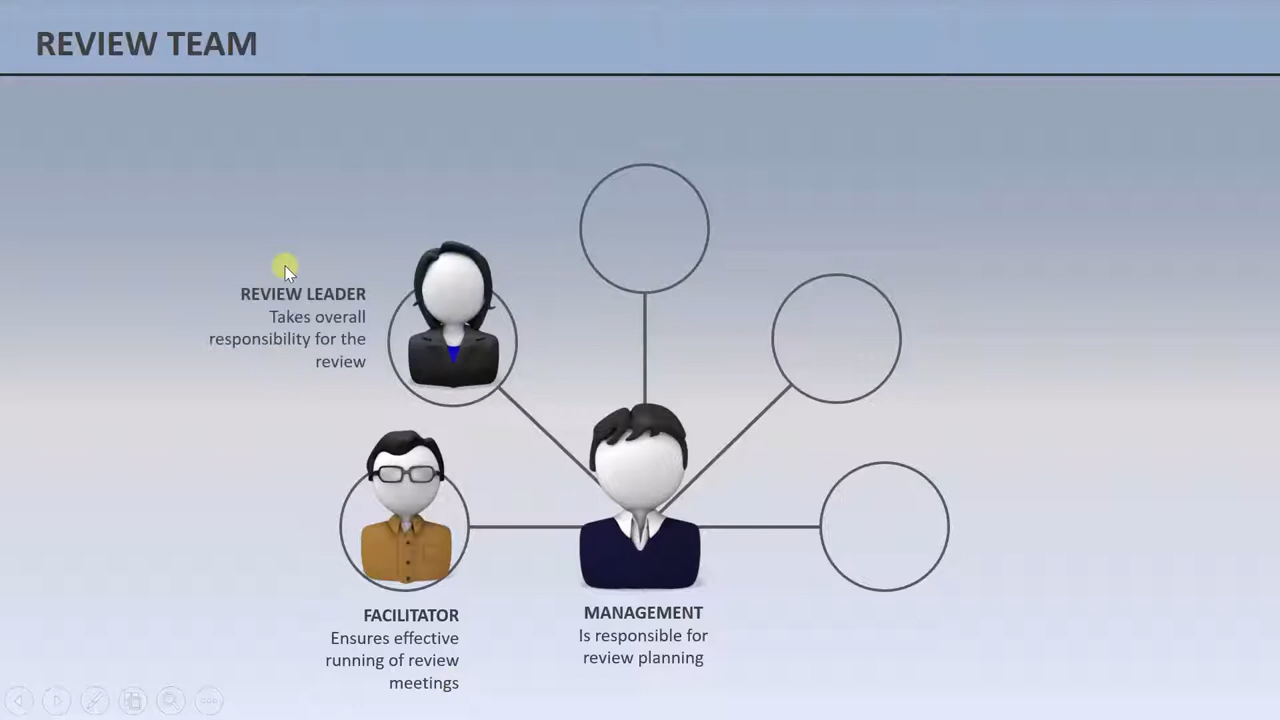 REVIEW TEAM
REVIEW LEADER
Takes overall
responsibility for the
review
FACILITATOR
Ensures effective
running of review
meetings
MANAGEMENT
Is responsible for
review planning